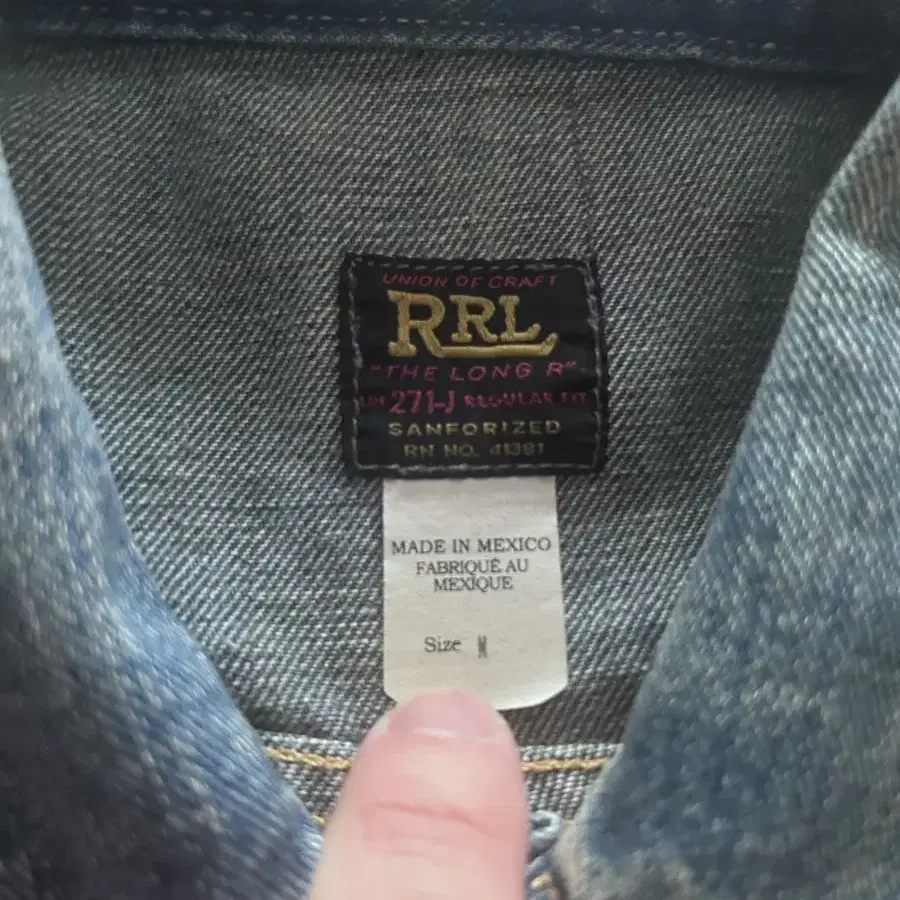 UNION OF CRAFT
RRL
"THE LONG R"
271-J REGULAR FIT
SANFORIZED
RN NO. 41381
MADE IN MEXICO
FABRIQUÉ AU
MEXIQUE
Size M